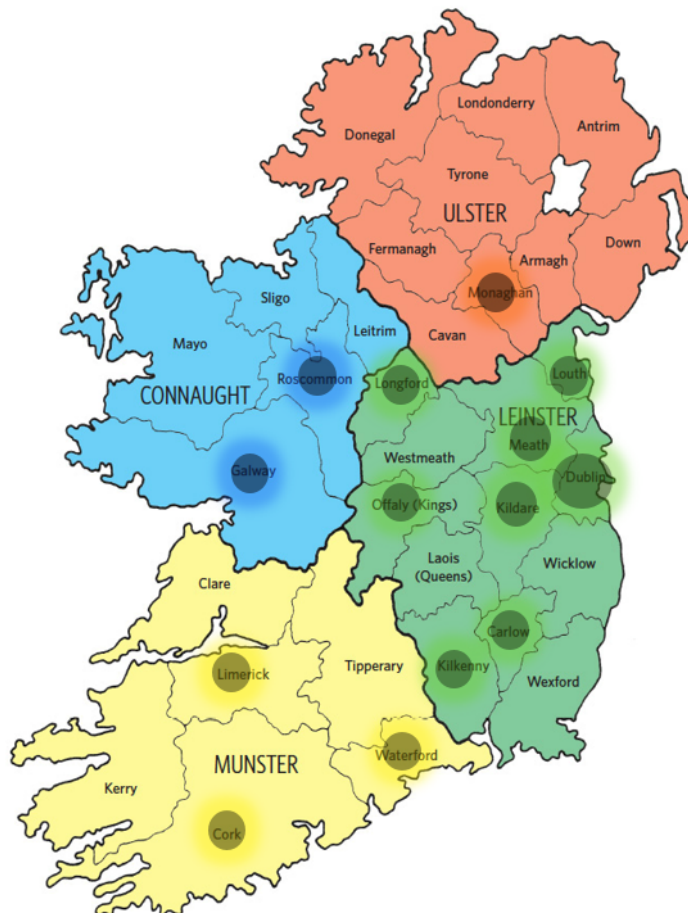 Londonderry
Antrim
Donegal
Tyrone
ULSTER
Fermanagh
Armagh
Down
Monaghan
Cavan
Sligo
Leitrim
Mayo
Roscommon
CONNAUGHT
Galway
Longford
Louth
LEINSTER
Meath
Westmeath
Dublin
Offaly (Kings)
Kildare
Laois
(Queens)
Wicklow
Carlow
Kilkenny
Wexford
Clare
Limerick
Tipperary
Waterford
MUNSTER
Kerry
Cork